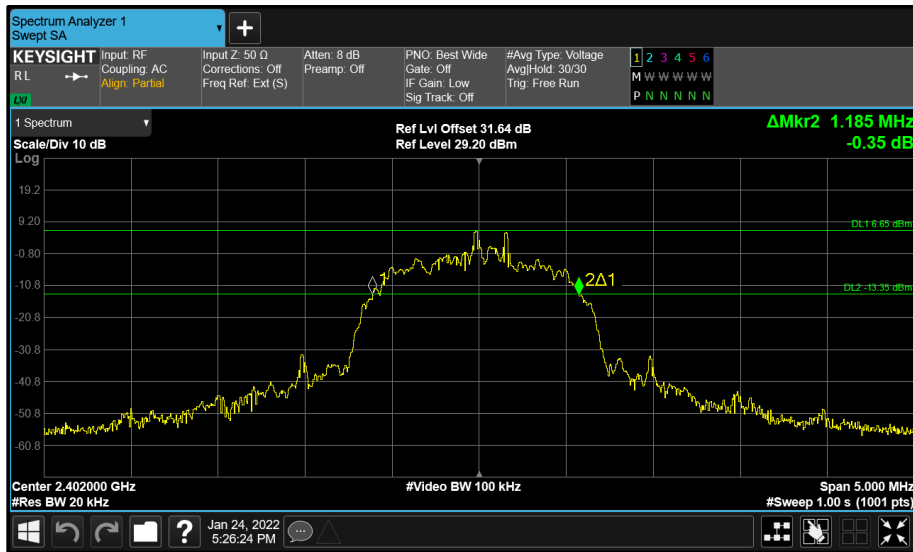 Spectrum Analyzer 1
Swept SA
KEYSIGHT
RL
LXI
Input: RF
Coupling: AC
Align: Partial
Input Z: 50 Ω
Corrections: Off
Freq Ref: Ext (S)
Atten: 8 dB
Preamp: Off
PNO: Best Wide
Gate: Off
IF Gain: Low
Sig Track: Off
#Avg Type: Voltage
Avg|Hold: 30/30
Trig: Free Run
1 2 3 4 5 6
M W W W W W
P N N N N N
1 Spectrum
Scale/Div 10 dB
Ref Lvl Offset 31.64 dB
Ref Level 29.20 dBm
ΔMkr2 1.185 MHz
-0.35 dB
Log
19.2
9.20
-0.80
-10.8
-20.8
-30.8
-40.8
-50.8
-60.8
DL1 6.65 dBm
1
2Δ1
DL2 -13.35 dBm
Center 2.402000 GHz
#Video BW 100 kHz
Span 5.000 MHz
#Res BW 20 kHz
#Sweep 1.00 s (1001 pts)
?
Jan 24, 2022
5:26:24 PM